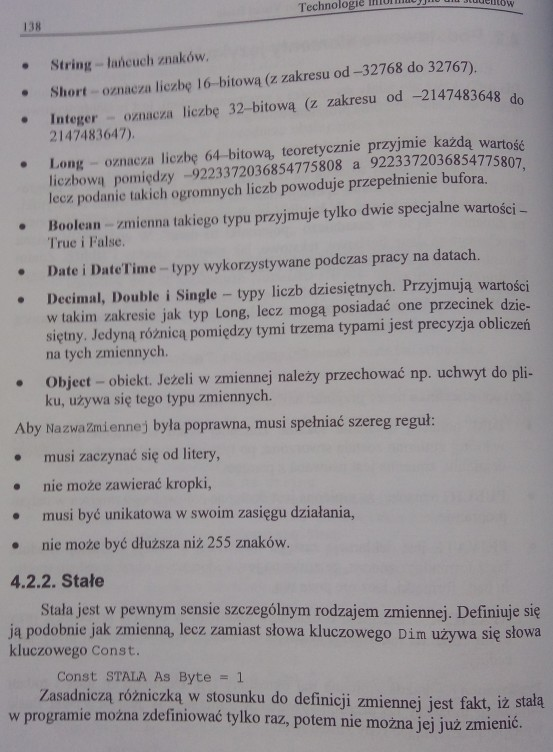 Technologie informacyjne dla studentów
138
• String – łańcuch znaków.
• Short – oznacza liczbę 16–bitową (z zakresu od –32768 do 32767).
• Integer – oznacza liczbę 32–bitową (z zakresu od –2147483648 do
2147483647).
• Long – oznacza liczbę 64–bitową, teoretycznie przyjmie każdą wartość
liczbową pomiędzy –9223372036854775808 a 9223372036854775807,
lecz podanie takich ogromnych liczb powoduje przepełnienie bufora.
• Boolean – zmienna takiego typu przyjmuje tylko dwie specjalne wartości –
True i False.
• Date i DateTime – typy wykorzystywane podczas pracy na datach.
• Decimal, Double i Single – typy liczb dziesiętnych. Przyjmują wartości
w takim zakresie jak typ Long, lecz mogą posiadać one przecinek dzie-
siętny. Jedyną różnicą pomiędzy tymi trzema typami jest precyzja obliczeń
na tych zmiennych.
• Object – obiekt. Jeżeli w zmiennej należy przechować np. uchwyt do pli-
ku, używa się tego typu zmiennych.
Aby NazwaZmiennej była poprawna, musi spełniać szereg reguł:
• musi zaczynać się od litery,
• nie może zawierać kropki,
• musi być unikatowa w swoim zasięgu działania,
• nie może być dłuższa niż 255 znaków.
4.2.2. Stałe
Stała jest w pewnym sensie szczególnym rodzajem zmiennej. Definiuje się
ją podobnie jak zmienną, lecz zamiast słowa kluczowego Dim używa się słowa
kluczowego Const.
Const STALA As Byte = 1
Zasadniczą różniczką w stosunku do definicji zmiennej jest fakt, iż stałą
w programie można zdefiniować tylko raz, potem nie można jej już zmienić.